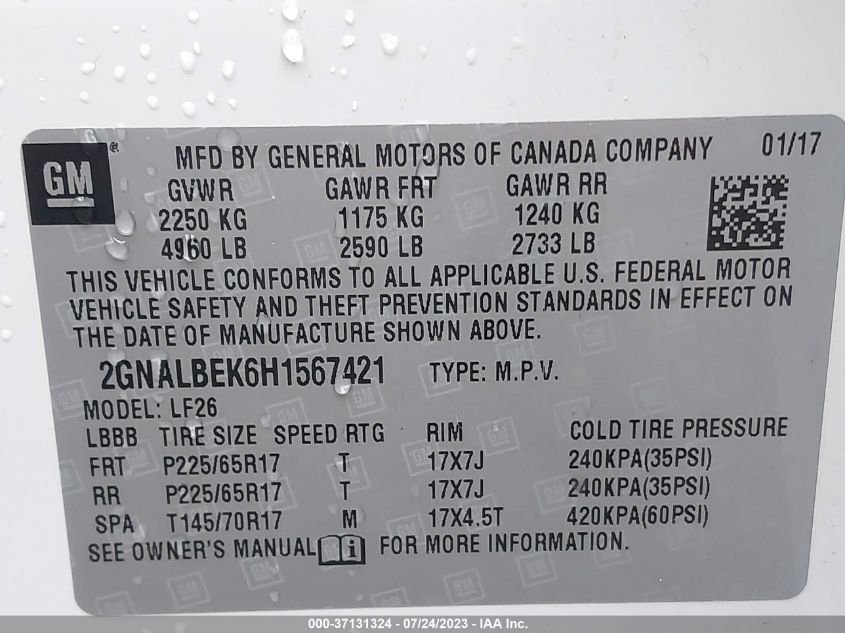 GM ® MFD BY GENERAL MOTORS OF CANADA COMPANY 01/17
GVWR GAWR FRT GAWR RR
2250 KG 1175 KG 1240 KG
4960 LB 2590 LB 2733 LB
THIS VEHICLE CONFORMS TO ALL APPLICABLE U.S. FEDERAL MOTOR
VEHICLE SAFETY AND THEFT PREVENTION STANDARDS IN EFFECT ON
THE DATE OF MANUFACTURE SHOWN ABOVE.
2GNALBEK6H1567421 TYPE: M.P.V.
MODEL: LF26
LBBB TIRE SIZE SPEED RTG RIM COLD TIRE PRESSURE
FRT P225/65R17 T 17X7J 240KPA(35PSI)
RR P225/65R17 T 17X7J 240KPA(35PSI)
SPA T145/70R17 M 17X4.5T 420KPA(60PSI)
SEE OWNER'S MANUAL FOR MORE INFORMATION.
000-37131324 / 07/24/2023 / IAA Inc.